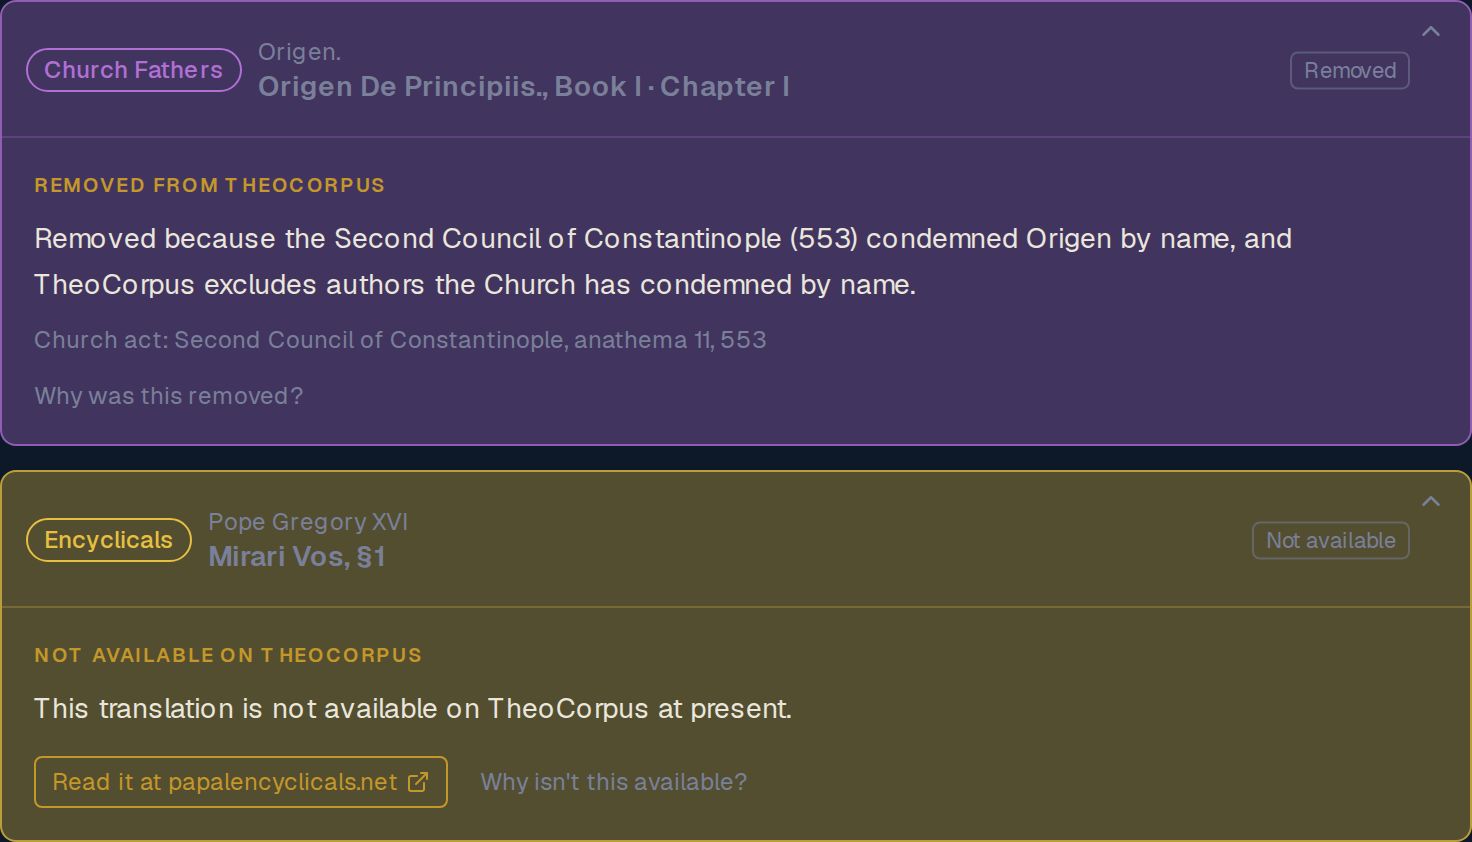 Church Fathers
Origen.
Origen De Principiis., Book I · Chapter I
Removed
REMOVED FROM THEOCORPUS
Removed because the Second Council of Constantinople (553) condemned Origen by name, and
TheoCorpus excludes authors the Church has condemned by name.
Church act: Second Council of Constantinople, anathema 11, 553
Why was this removed?
Encyclicals
Pope Gregory XVI
Mirari Vos, §1
Not available
NOT AVAILABLE ON THEOCORPUS
This translation is not available on TheoCorpus at present.
Read it at papalencyclicals.net
Why isn't this available?